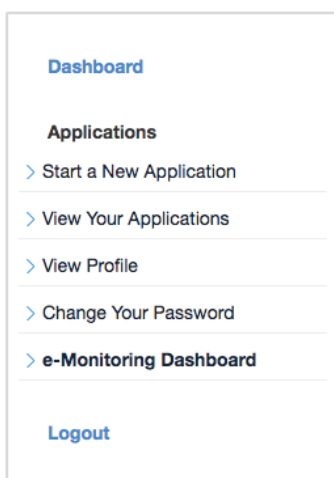 Dashboard
Applications
Start a New Application
View Your Applications
View Profile
Change Your Password
e-Monitoring Dashboard
Logout